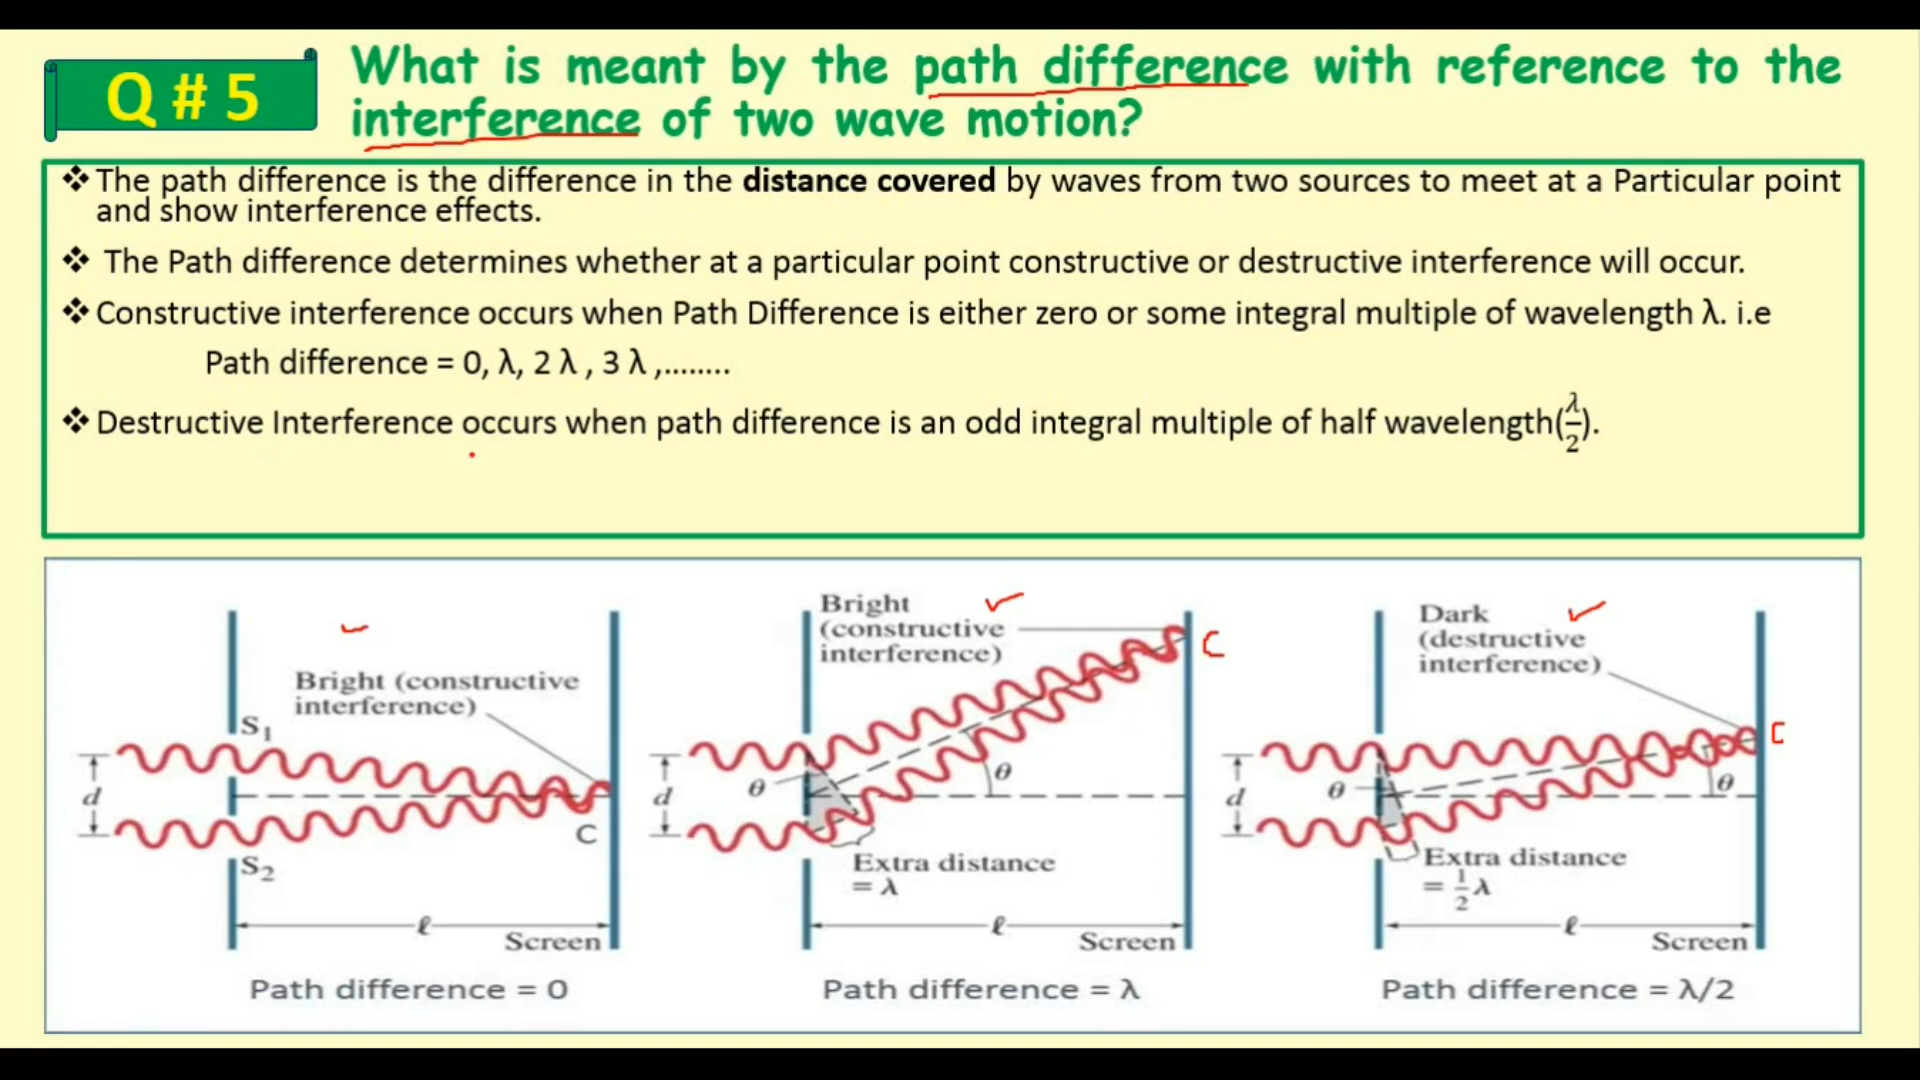 Q # 5
What is meant by the path difference with reference to the
interference of two wave motion?
❖ The path difference is the difference in the distance covered by waves from two sources to meet at a Particular point
and show interference effects.
❖ The Path difference determines whether at a particular point constructive or destructive interference will occur.
❖ Constructive interference occurs when Path Difference is either zero or some integral multiple of wavelength λ. i.e
Path difference = 0, λ, 2 λ , 3 λ ,........
❖ Destructive Interference occurs when path difference is an odd integral multiple of half wavelength(λ/2).
Bright (constructive
interference)
S1
d
C
S2
ℓ
Screen
Path difference = 0
Bright
(constructive
interference)
C
θ
θ
d
Extra distance
= λ
ℓ
Screen
Path difference = λ
Dark
(destructive
interference)
θ
θ
d
Extra distance
= 1/2 λ
ℓ
Screen
Path difference = λ/2